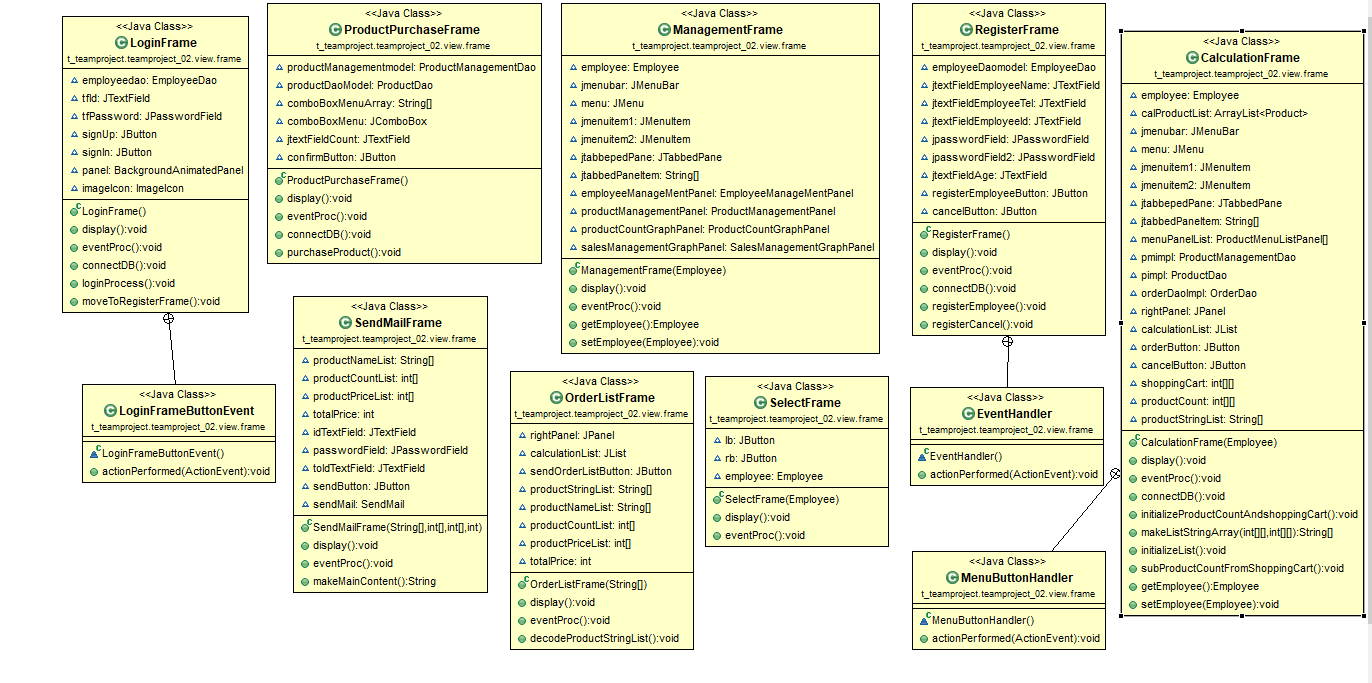 <<Java Class>>
LoginFrame
t_teamproject.teamproject_02.view.frame
employeedao: EmployeeDao
tfId: JTextField
tfPassword: JPasswordField
signUp: JButton
signIn: JButton
panel: BackgroundAnimatedPanel
imageIcon: ImageIcon
LoginFrame()
display():void
eventProc():void
connectDB():void
loginProcess():void
moveToRegisterFrame():void
<<Java Class>>
LoginFrameButtonEvent
t_teamproject.teamproject_02.view.frame
LoginFrameButtonEvent()
actionPerformed(ActionEvent):void
<<Java Class>>
ProductPurchaseFrame
t_teamproject.teamproject_02.view.frame
productManagementmodel: ProductManagementDao
productDaoModel: ProductDao
comboBoxMenuArray: String[]
comboBoxMenu: JComboBox
jtextFieldCount: JTextField
confirmButton: JButton
ProductPurchaseFrame()
display():void
eventProc():void
connectDB():void
purchaseProduct():void
<<Java Class>>
SendMailFrame
t_teamproject.teamproject_02.view.frame
productNameList: String[]
productCountList: int[]
productPriceList: int[]
totalPrice: int
idTextField: JTextField
passwordField: JPasswordField
toIdTextField: JTextField
sendButton: JButton
sendMail: SendMail
SendMailFrame(String[],int[],int[],int)
display():void
eventProc():void
makeMainContent():String
<<Java Class>>
ManagementFrame
t_teamproject.teamproject_02.view.frame
employee: Employee
jmenubar: JMenuBar
menu: JMenu
jmenuitem1: JMenuItem
jmenuitem2: JMenuItem
jtabbepedPane: JTabbedPane
jtabbedPaneItem: String[]
employeeManageMentPanel: EmployeeManageMentPanel
productManagementPanel: ProductManagementPanel
productCountGraphPanel: ProductCountGraphPanel
salesManagementGraphPanel: SalesManagementGraphPanel
ManagementFrame(Employee)
display():void
eventProc():void
getEmployee():Employee
setEmployee(Employee):void
<<Java Class>>
OrderListFrame
t_teamproject.teamproject_02.view.frame
rightPanel: JPanel
calculationList: JList
sendOrderListButton: JButton
productStringList: String[]
productNameList: String[]
productCountList: int[]
productPriceList: int[]
totalPrice: int
OrderListFrame(String[])
display():void
eventProc():void
decodeProductStringList():void
<<Java Class>>
SelectFrame
t_teamproject.teamproject_02.view.frame
lb: JButton
rb: JButton
employee: Employee
SelectFrame(Employee)
display():void
eventProc():void
<<Java Class>>
RegisterFrame
t_teamproject.teamproject_02.view.frame
employeeDaomodel: EmployeeDao
jtextFieldEmployeeName: JTextField
jtextFieldEmployeeTel: JTextField
jtextFieldEmployeeId: JTextField
jpasswordField: JPasswordField
jpasswordField2: JPasswordField
jtextFieldAge: JTextField
registerEmployeeButton: JButton
cancelButton: JButton
RegisterFrame()
display():void
eventProc():void
connectDB():void
registerEmployee():void
registerCancel():void
<<Java Class>>
EventHandler
t_teamproject.teamproject_02.view.frame
EventHandler()
actionPerformed(ActionEvent):void
<<Java Class>>
MenuButtonHandler
t_teamproject.teamproject_02.view.frame
MenuButtonHandler()
actionPerformed(ActionEvent):void
<<Java Class>>
CalculationFrame
t_teamproject.teamproject_02.view.frame
employee: Employee
calProductList: ArrayList<Product>
jmenubar: JMenuBar
menu: JMenu
jmenuitem1: JMenuItem
jmenuitem2: JMenuItem
jtabbepedPane: JTabbedPane
jtabbedPaneItem: String[]
menuPanelList: ProductMenuListPanel[]
pmimpl: ProductManagementDao
pimpl: ProductDao
orderDaoImpl: OrderDao
rightPanel: JPanel
calculationList: JList
orderButton: JButton
cancelButton: JButton
shoppingCart: int[][]
productCount: int[][]
productStringList: String[]
CalculationFrame(Employee)
display():void
eventProc():void
connectDB():void
initializeProductCountAndshoppingCart():void
makeListStringArray(int[][],int[][]):String[]
initializeList():void
subProductCountFromShoppingCart():void
getEmployee():Employee
setEmployee(Employee):void